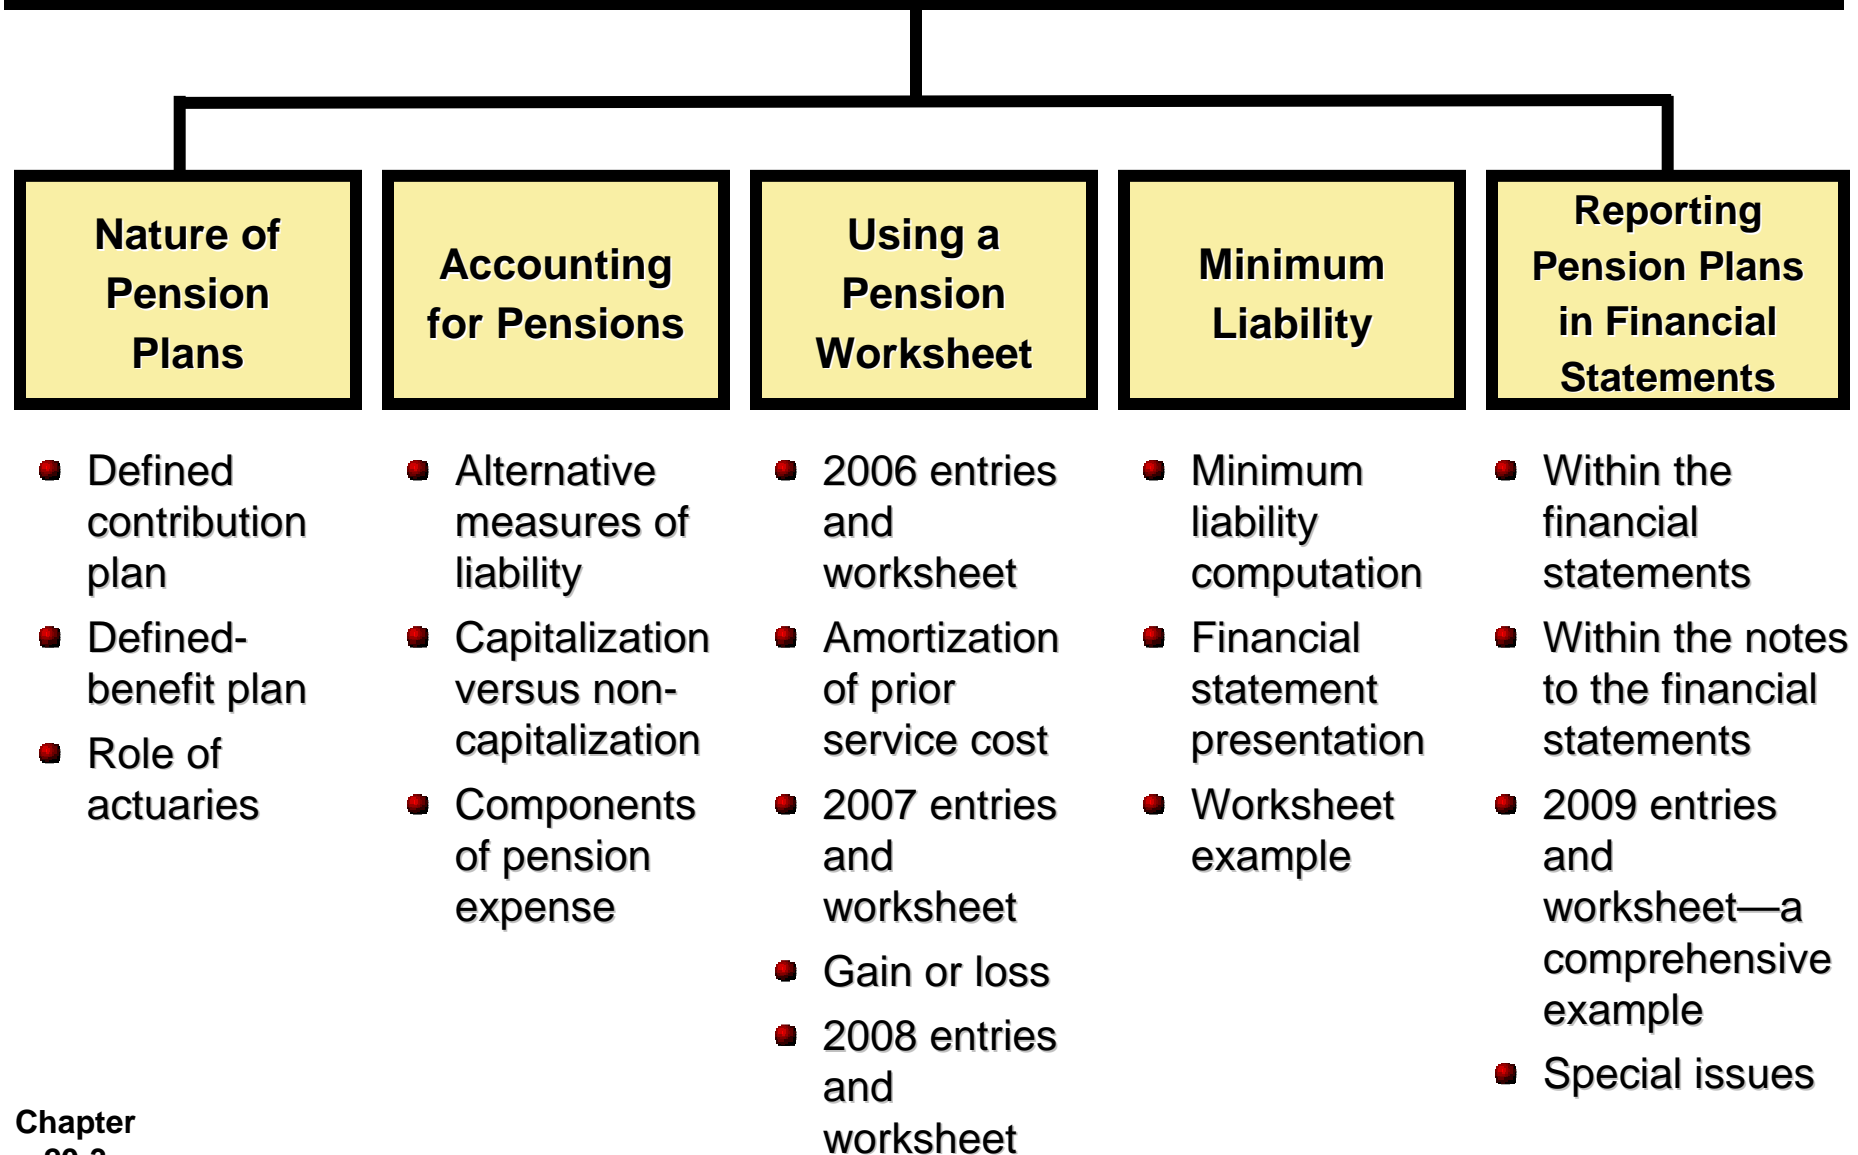 Nature of
Pension
Plans
Accounting
for Pensions
Using a
Pension
Worksheet
Minimum
Liability
Reporting
Pension Plans
in Financial
Statements
Defined
contribution
plan
Defined-
benefit plan
Role of
actuaries
Alternative
measures of
liability
Capitalization
versus non-
capitalization
Components
of pension
expense
2006 entries
and
worksheet
Amortization
of prior
service cost
2007 entries
and
worksheet
Gain or loss
2008 entries
and
worksheet
Minimum
liability
computation
Financial
statement
presentation
Worksheet
example
Within the
financial
statements
Within the notes
to the financial
statements
2009 entries
and
worksheet—a
comprehensive
example
Special issues
Chapter